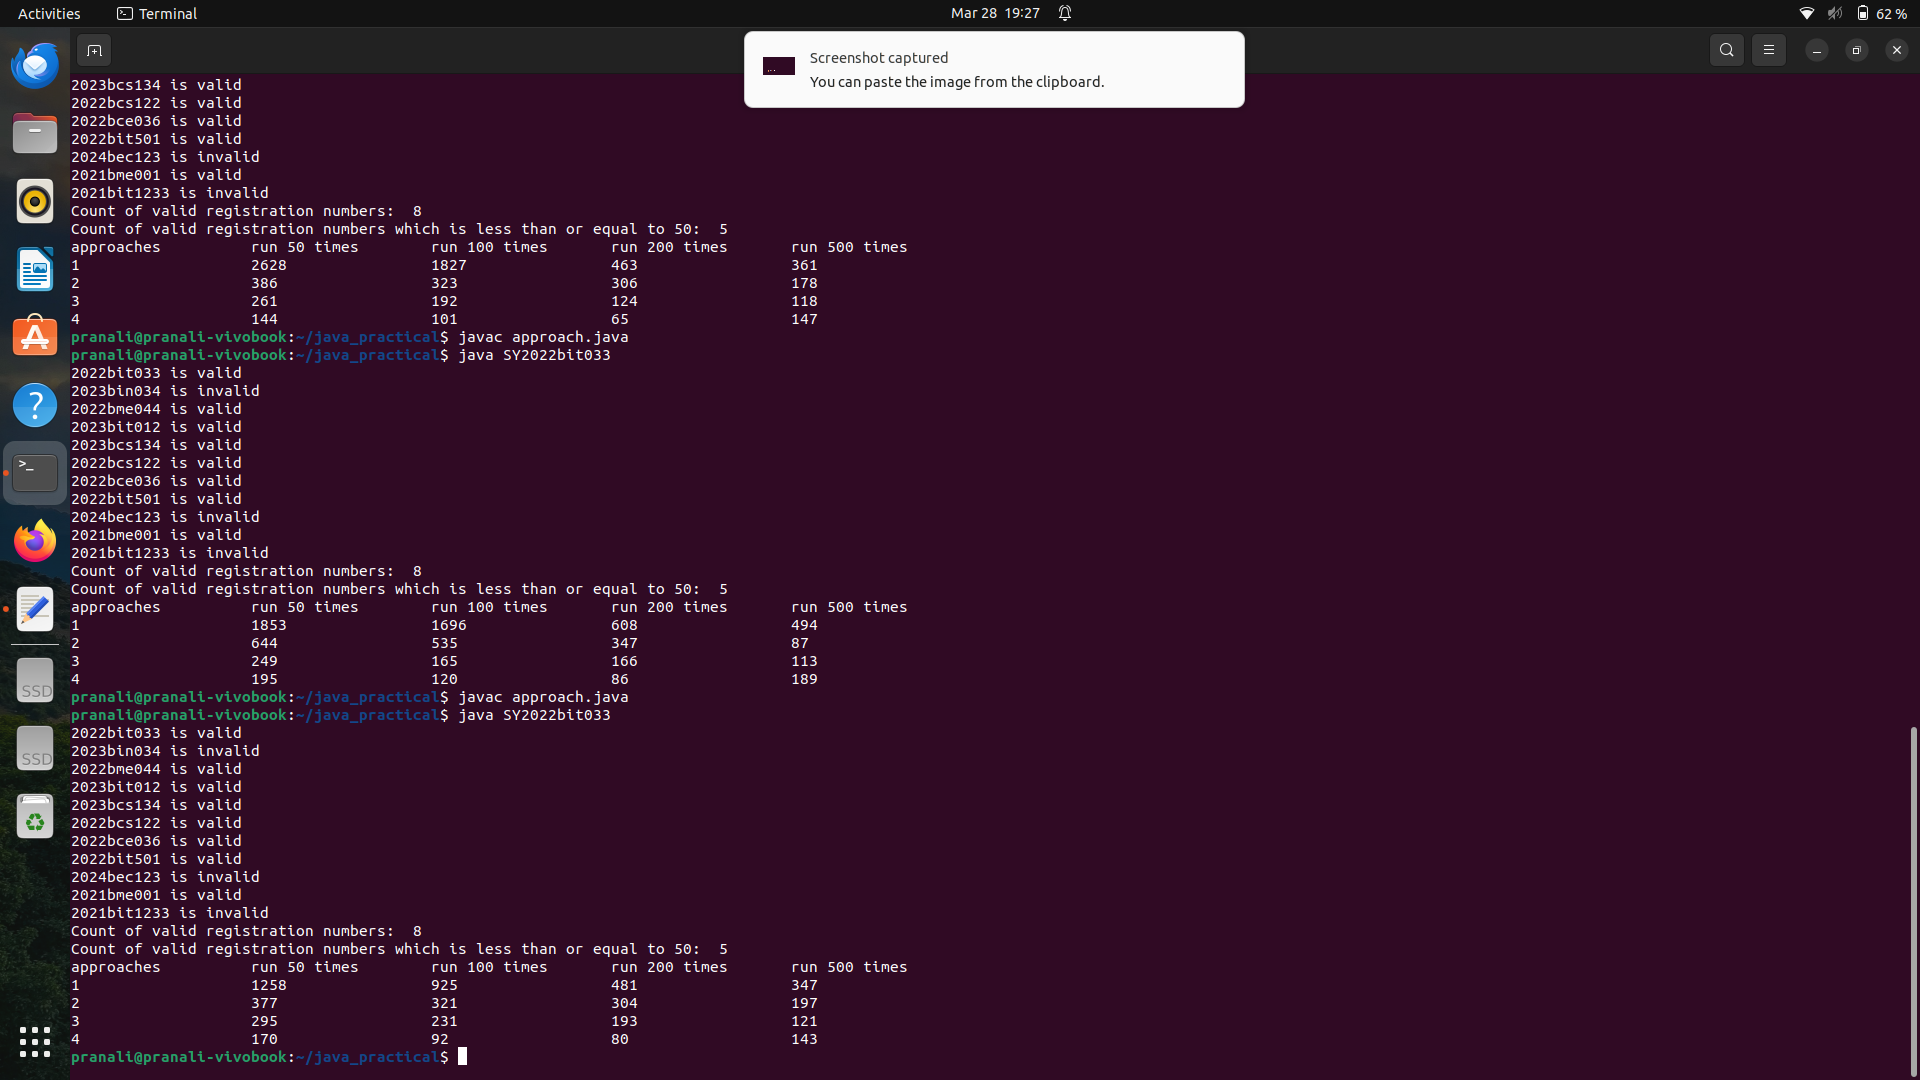 Activities Terminal Mar 28 19:27 62 %
Screenshot captured
You can paste the image from the clipboard.
2023bcs134 is valid
2022bcs122 is valid
2022bce036 is valid
2022bit501 is valid
2024bec123 is invalid
2021bme001 is valid
2021bit1233 is invalid
Count of valid registration numbers:  8
Count of valid registration numbers which is less than or equal to 50:  5
approaches run 50 times run 100 times run 200 times run 500 times
1 2628 1827 463 361
2 386 323 306 178
3 261 192 124 118
4 144 101 65 147
pranali@pranali-vivobook:~/java_practical$ javac approach.java
pranali@pranali-vivobook:~/java_practical$ java SY2022bit033
2022bit033 is valid
2023bin034 is invalid
2022bme044 is valid
2023bit012 is valid
2023bcs134 is valid
2022bcs122 is valid
2022bce036 is valid
2022bit501 is valid
2024bec123 is invalid
2021bme001 is valid
2021bit1233 is invalid
Count of valid registration numbers:  8
Count of valid registration numbers which is less than or equal to 50:  5
approaches run 50 times run 100 times run 200 times run 500 times
1 1853 1696 608 494
2 644 535 347 87
3 249 165 166 113
4 195 120 86 189
pranali@pranali-vivobook:~/java_practical$ javac approach.java
pranali@pranali-vivobook:~/java_practical$ java SY2022bit033
2022bit033 is valid
2023bin034 is invalid
2022bme044 is valid
2023bit012 is valid
2023bcs134 is valid
2022bcs122 is valid
2022bce036 is valid
2022bit501 is valid
2024bec123 is invalid
2021bme001 is valid
2021bit1233 is invalid
Count of valid registration numbers:  8
Count of valid registration numbers which is less than or equal to 50:  5
approaches run 50 times run 100 times run 200 times run 500 times
1 1258 925 481 347
2 377 321 304 197
3 295 231 193 121
4 170 92 80 143
pranali@pranali-vivobook:~/java_practical$
SSD
SSD